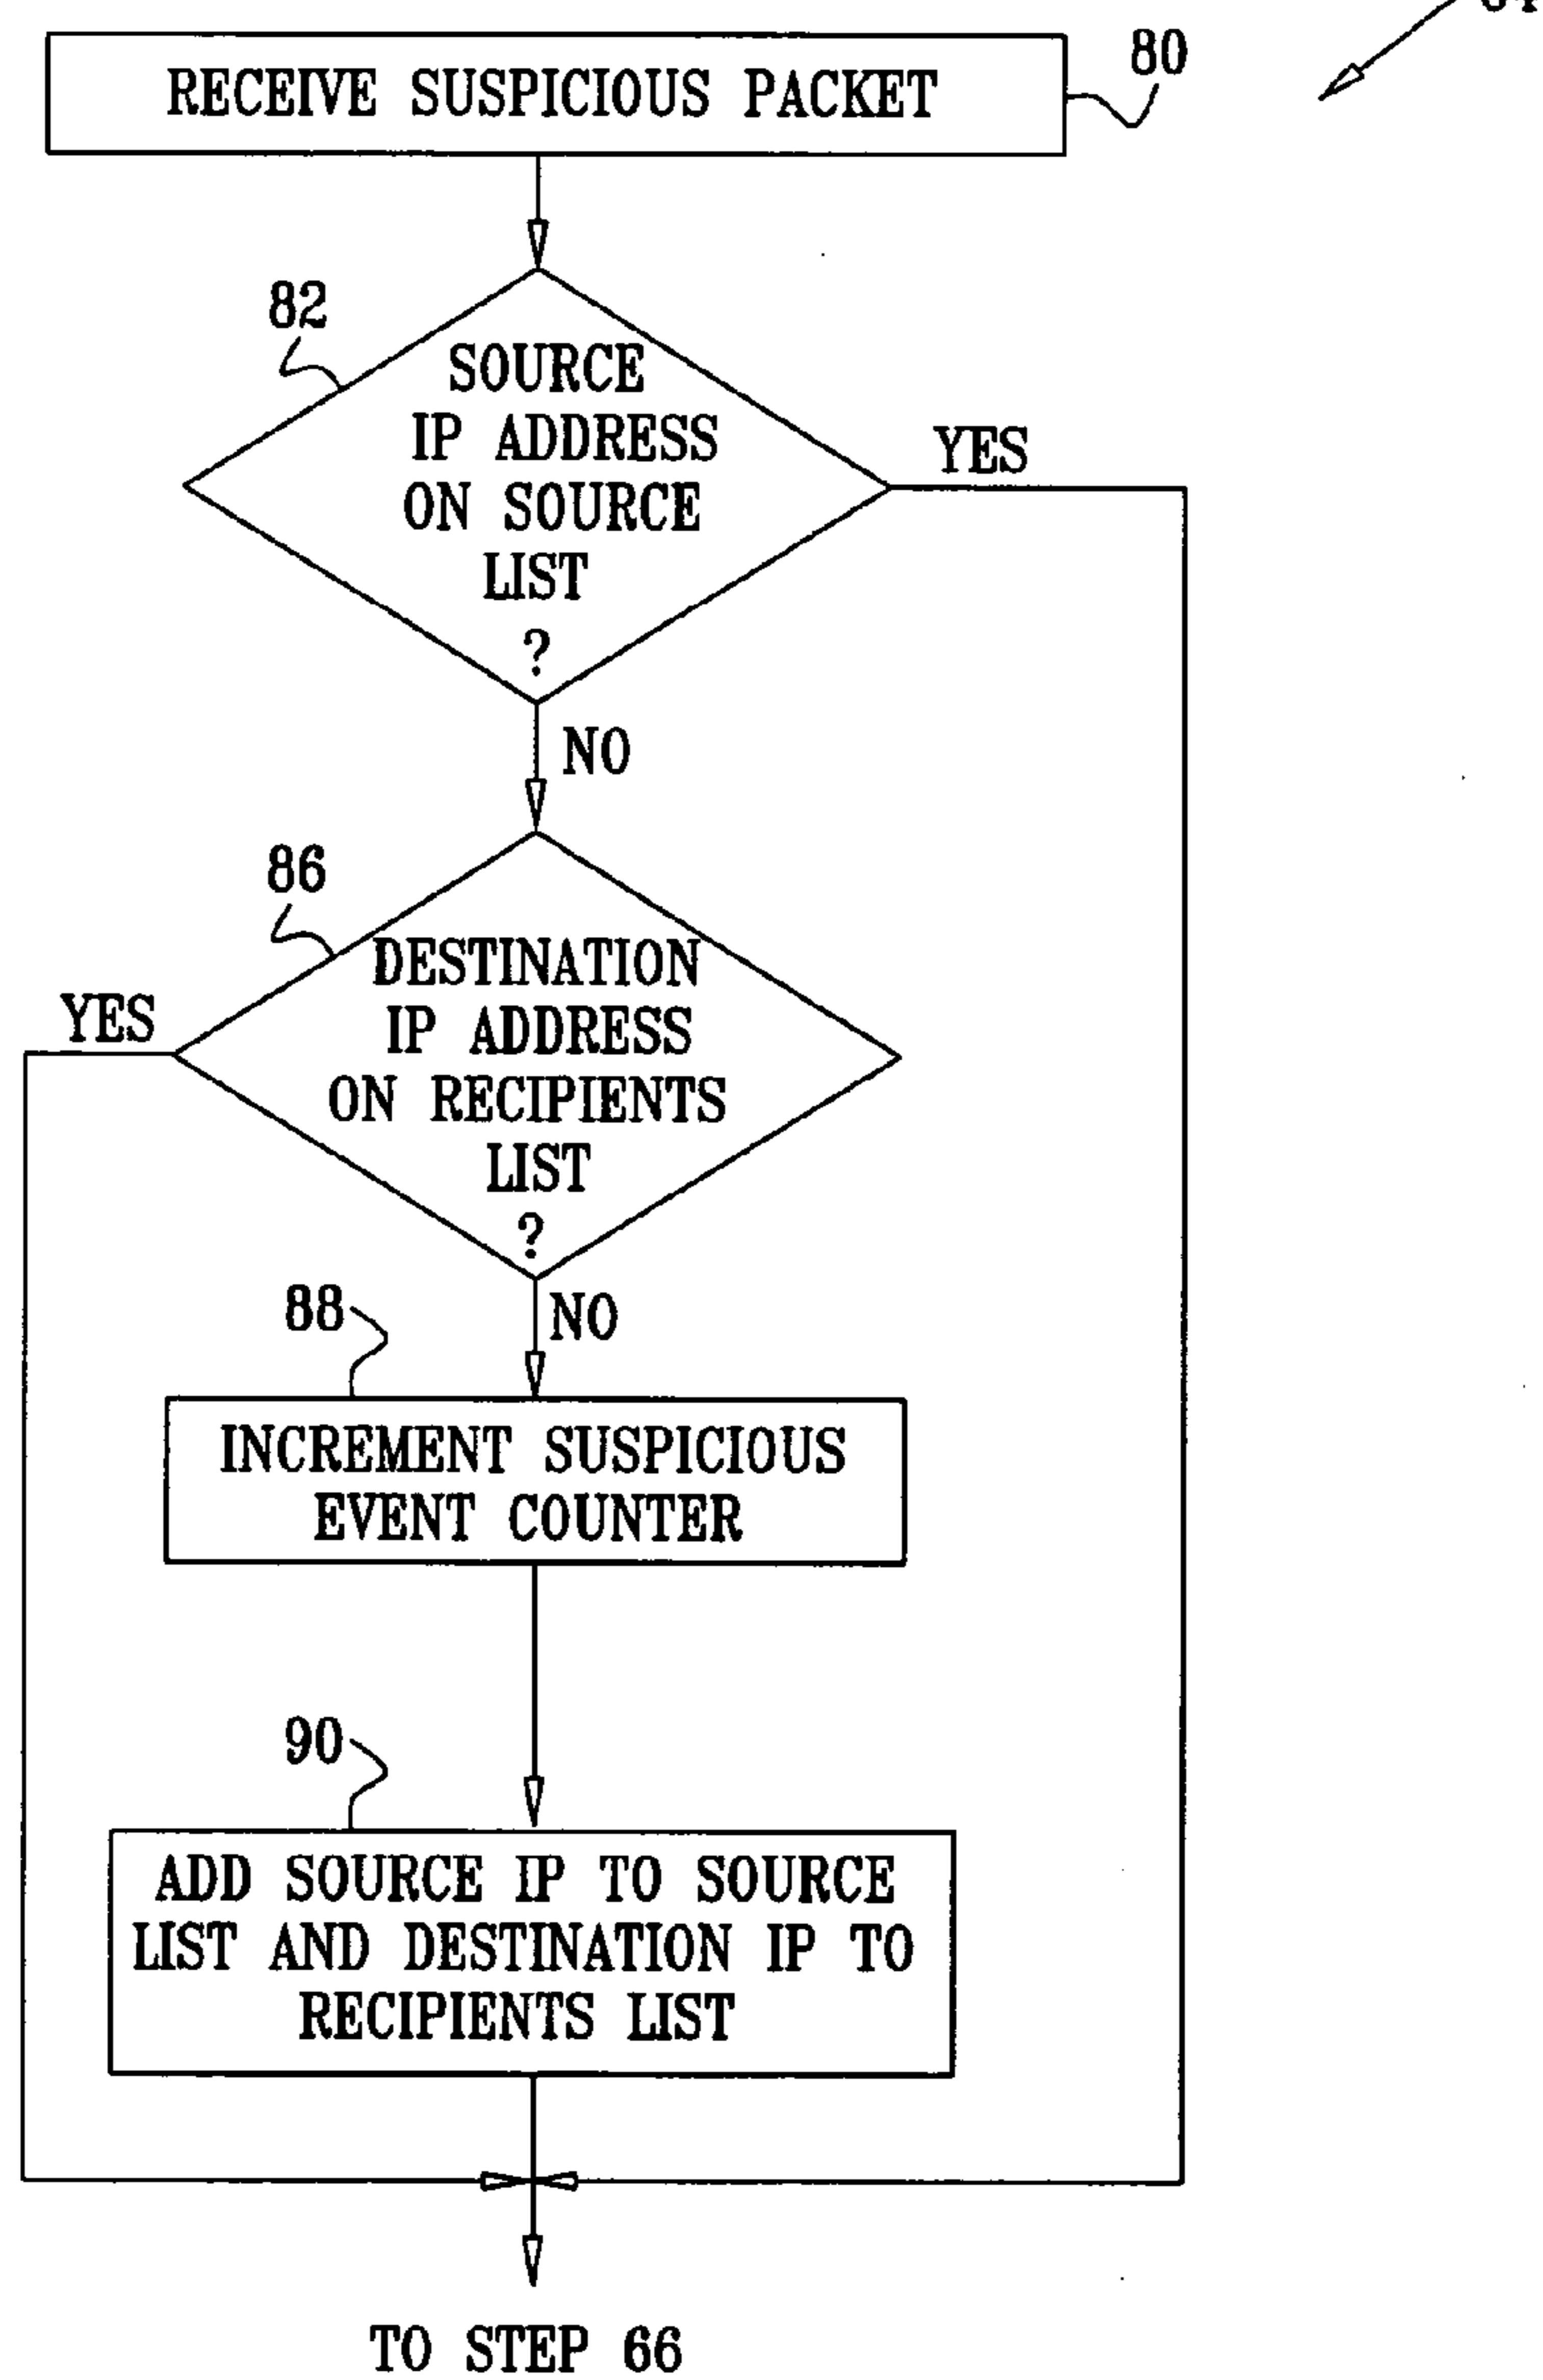 RECEIVE SUSPICIOUS PACKET
80
82
SOURCE
IP ADDRESS
ON SOURCE
LIST
?
YES
NO
86
DESTINATION
IP ADDRESS
ON RECIPIENTS
LIST
?
YES
NO
88
INCREMENT SUSPICIOUS
EVENT COUNTER
90
ADD SOURCE IP TO SOURCE
LIST AND DESTINATION IP TO
RECIPIENTS LIST
TO STEP 66